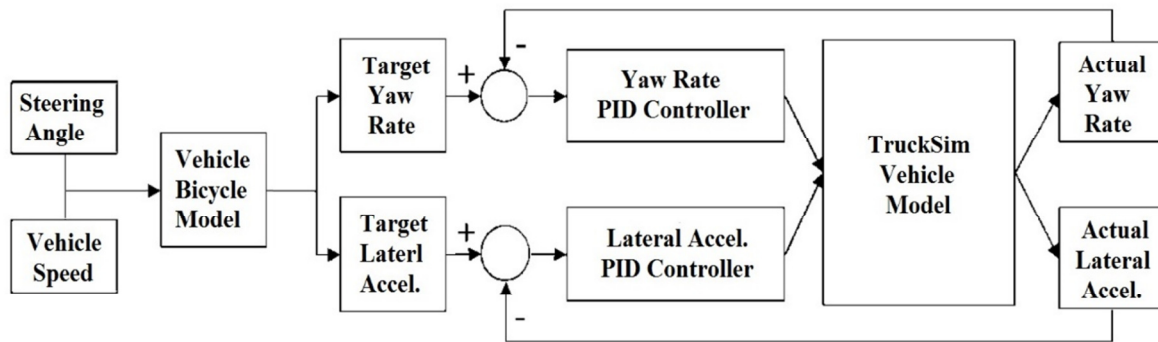 Steering
Angle
Vehicle
Speed
Vehicle
Bicycle
Model
Target
Yaw
Rate
Target
Laterl
Accel.
+
-
+
-
Yaw Rate
PID Controller
Lateral Accel.
PID Controller
TruckSim
Vehicle
Model
Actual
Yaw
Rate
Actual
Lateral
Accel.